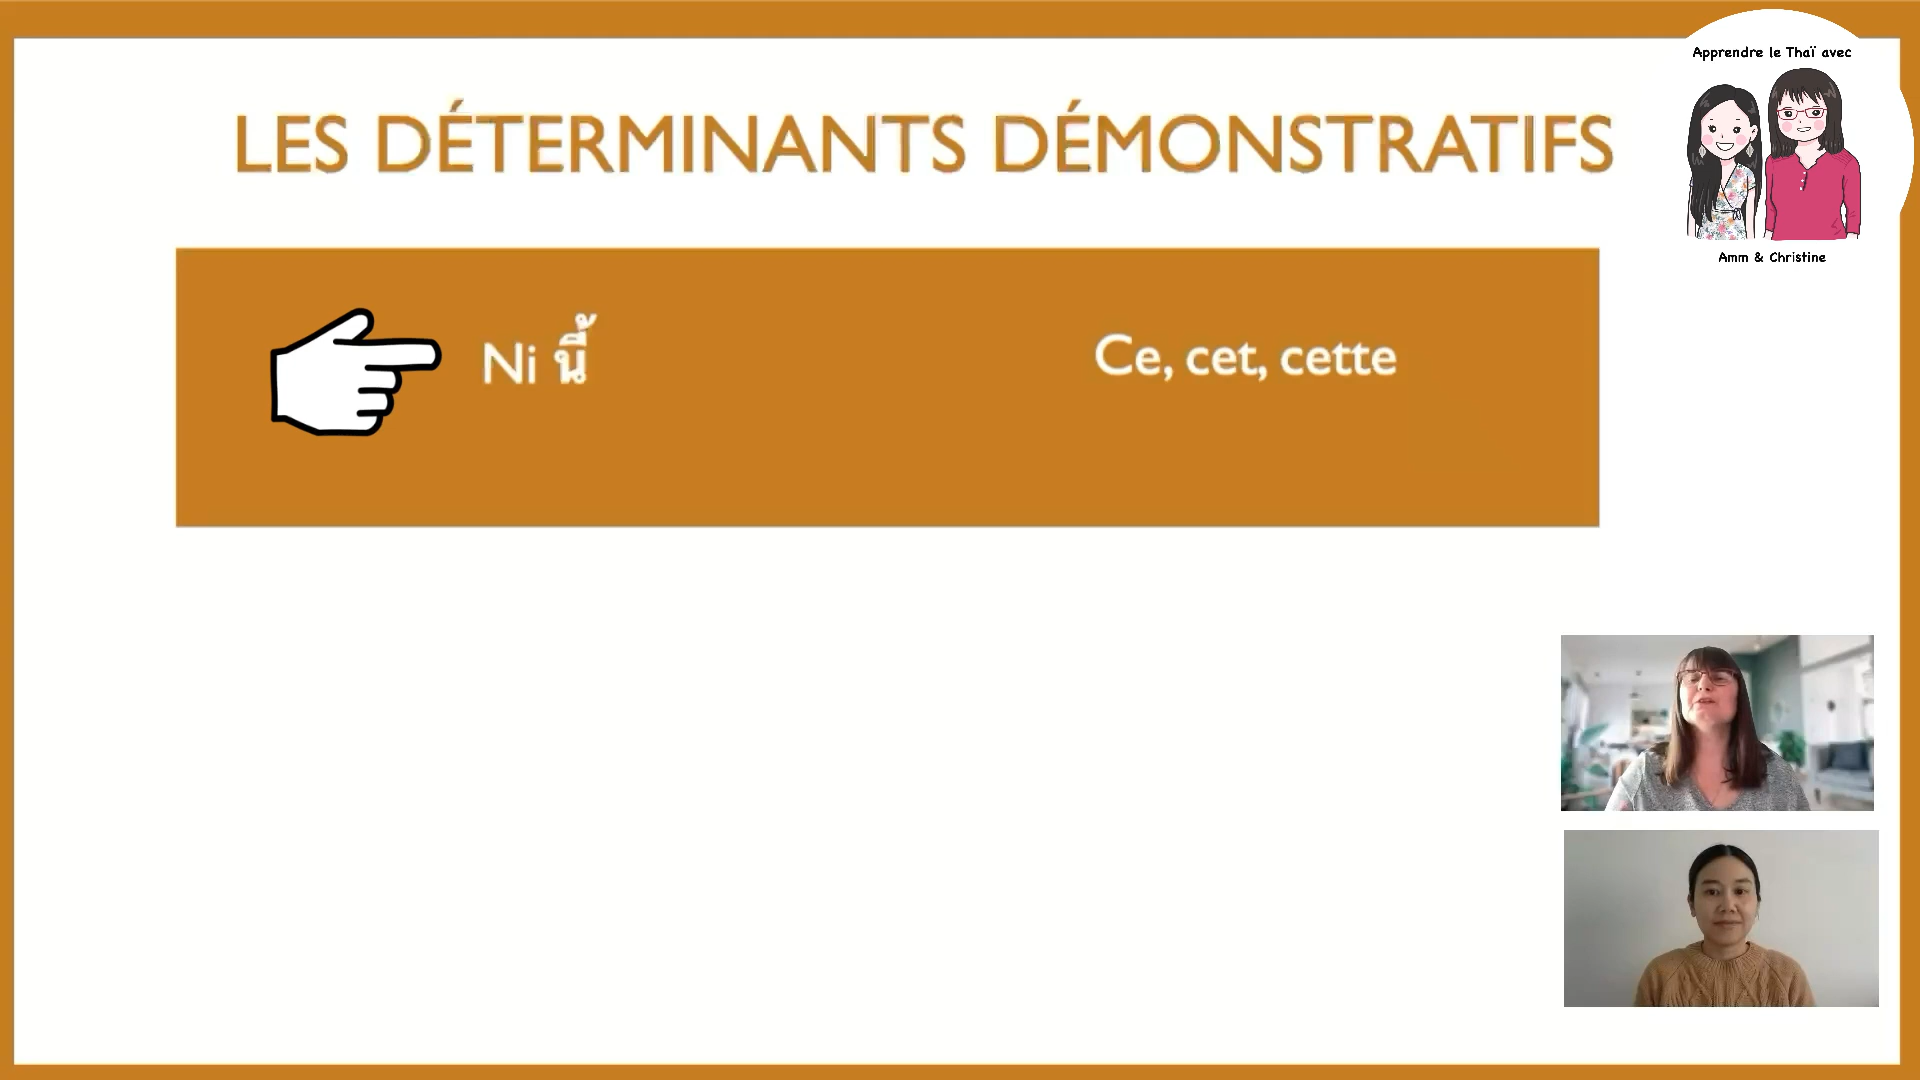 Apprendre le Thaï avec
LES DÉTERMINANTS DÉMONSTRATIFS
Amm & Christine
Ni นี้
Ce, cet, cette